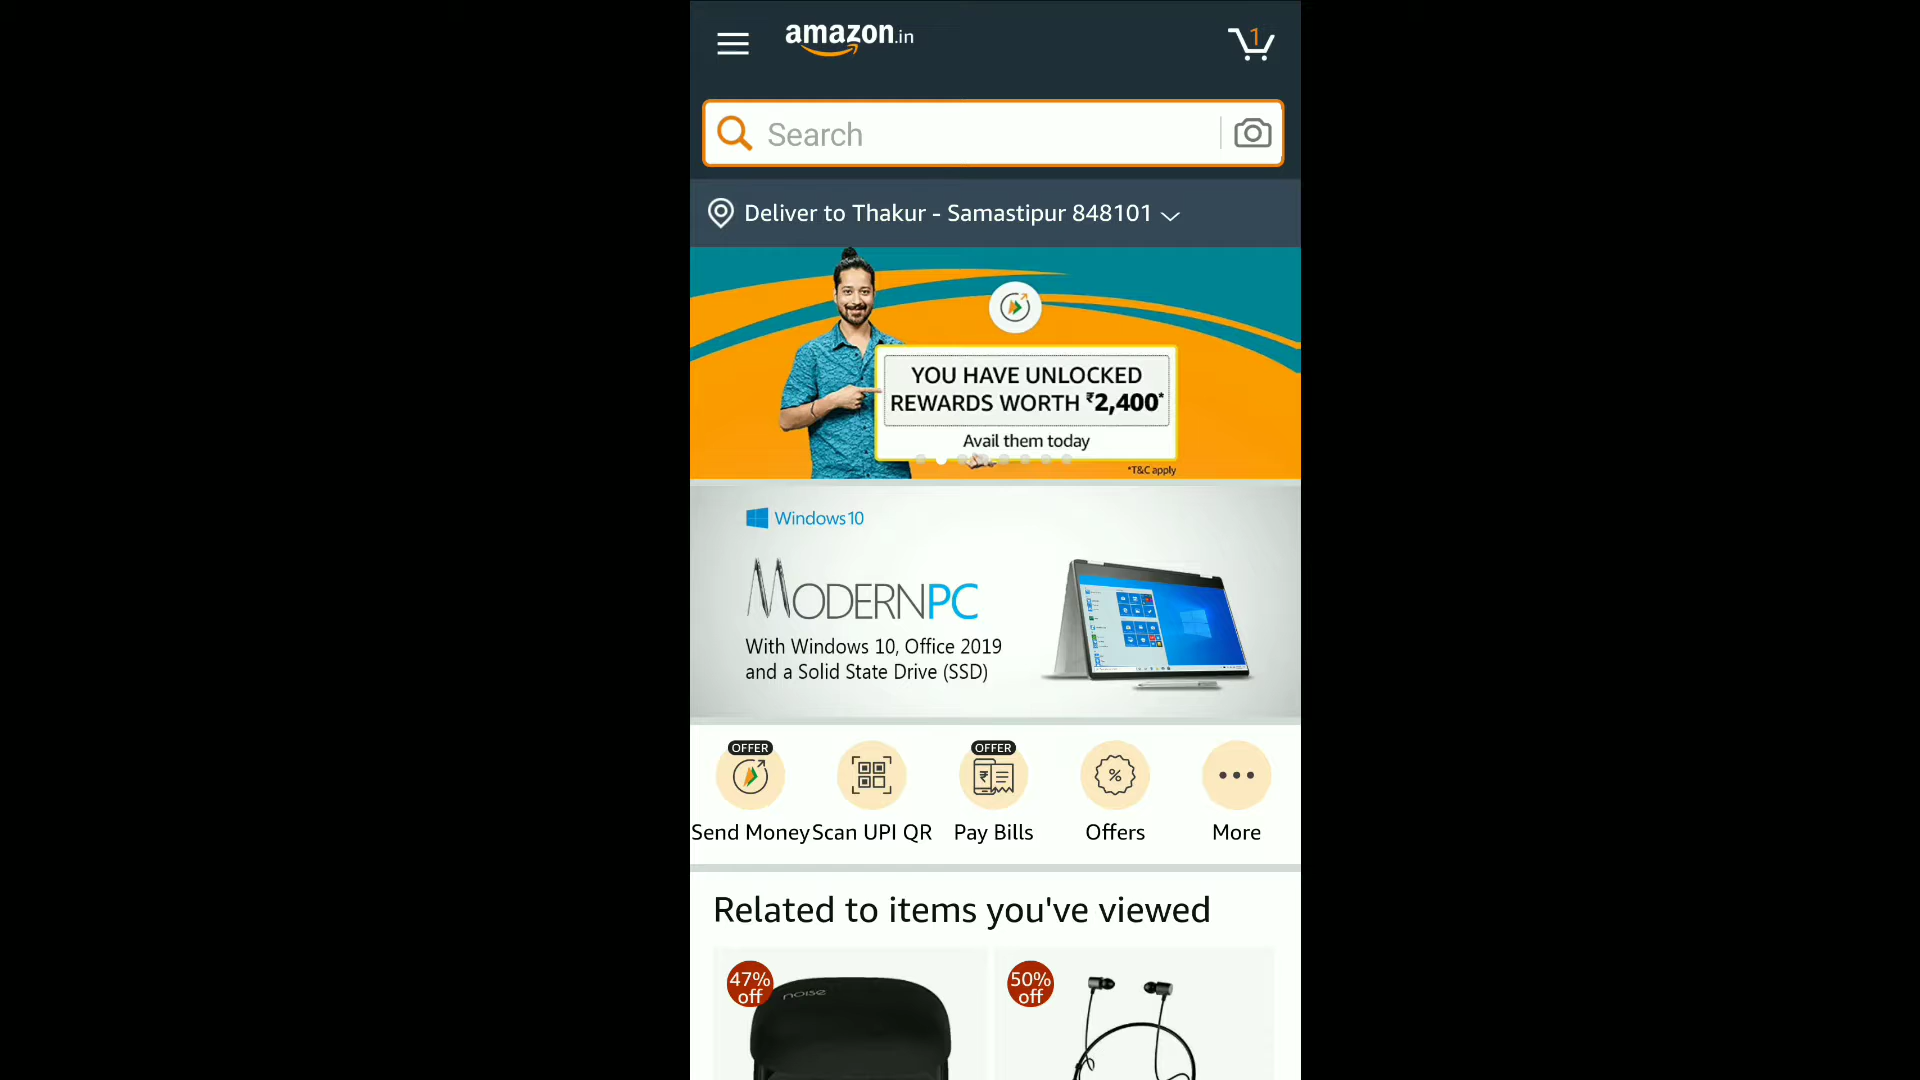 amazon.in
1
Search
Deliver to Thakur - Samastipur 848101
YOU HAVE UNLOCKED
REWARDS WORTH ₹2,400*
Avail them today
*T&C apply
Windows 10
MODERNPC
With Windows 10, Office 2019
and a Solid State Drive (SSD)
OFFER
OFFER
Send Money Scan UPI QR Pay Bills Offers More
Related to items you've viewed
47%
off
noise
50%
off